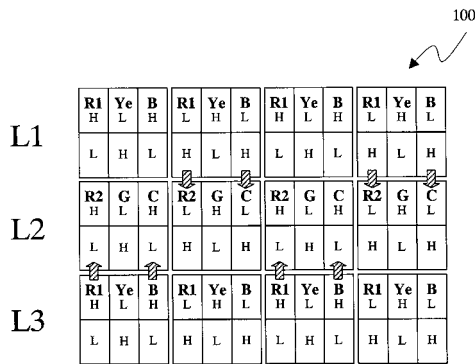 100
R1 Ye B R1 Ye B R1 Ye B R1 Ye B
H L H L H L H L H L H L
L1
L H L H L H L H L H L H
R2 G C R2 G C R2 G C R2 G C
H L H L H L H L H L H L
L2
L H L H L H L H L H L H
R1 Ye B R1 Ye B R1 Ye B R1 Ye B
H L H L H L H L H L H L
L3
L H L H L H L H L H L H